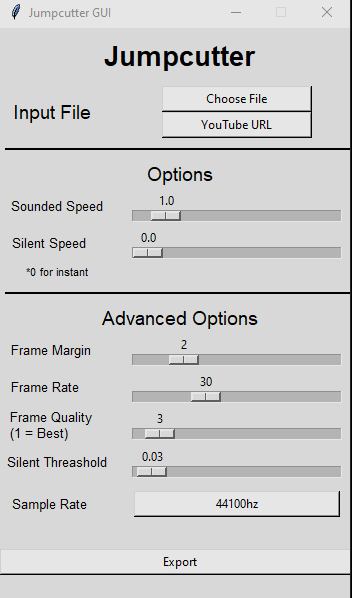 Jumpcutter GUI
Jumpcutter
Input File
Choose File
YouTube URL
Options
1.0
Sounded Speed
0.0
Silent Speed
*0 for instant
Advanced Options
2
Frame Margin
30
Frame Rate
3
Frame Quality
(1 = Best)
0.03
Silent Threashold
Sample Rate
44100hz
Export